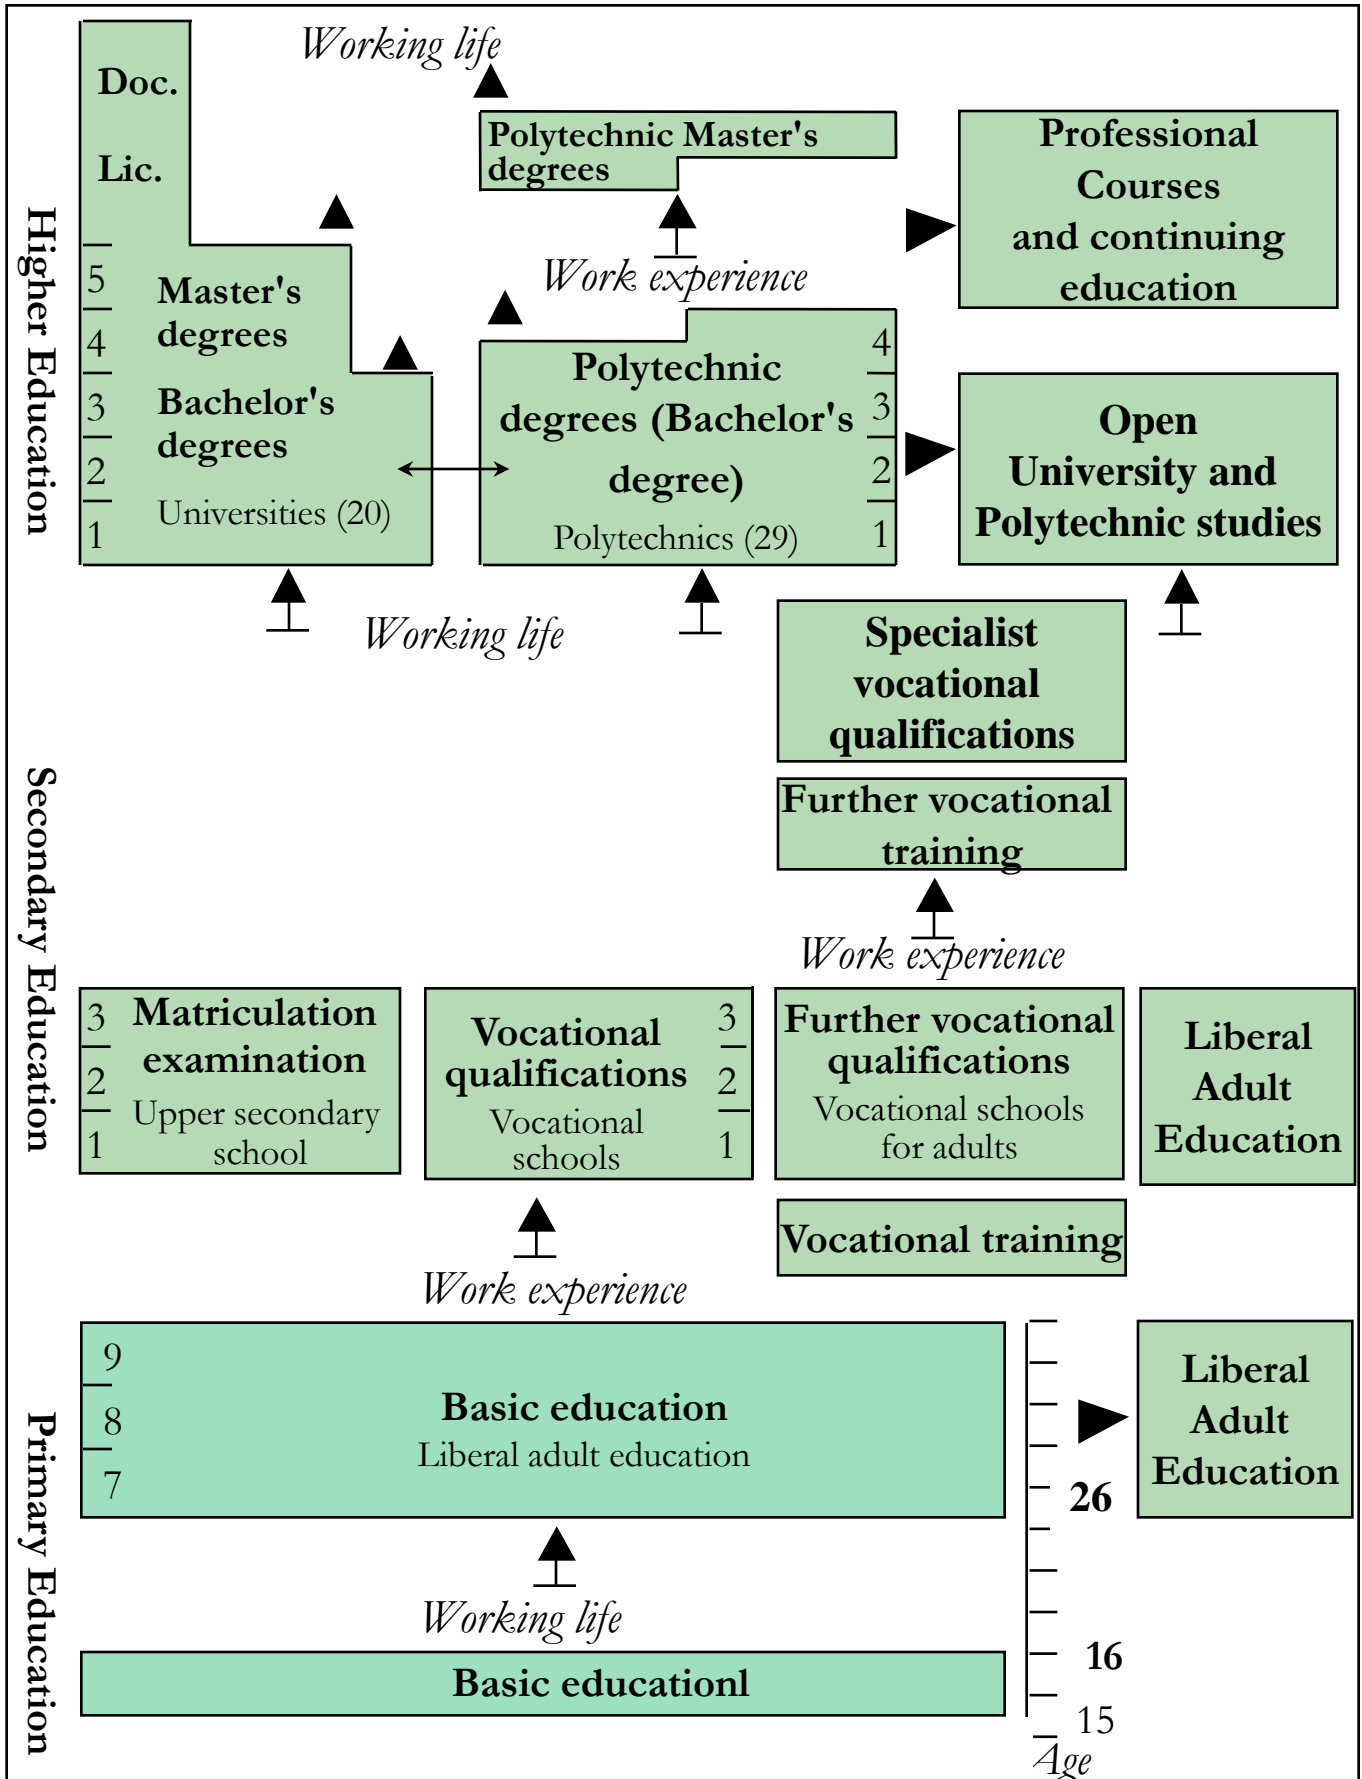 Higher Education
Doc.
Lic.
5
4
3
2
1
Master's
degrees
Bachelor's
degrees
Universities (20)
Working life
Polytechnic Master's
degrees
Work experience
Polytechnic
degrees (Bachelor's
degree)
Polytechnics (29)
4
3
2
1
Professional
Courses
and continuing
education
Open
University and
Polytechnic studies
Working life
Secondary Education
Specialist
vocational
qualifications
Further vocational
training
Work experience
3
2
1
Matriculation
examination
Upper secondary
school
Vocational
qualifications
Vocational
schools
3
2
1
Further vocational
qualifications
Vocational schools
for adults
Liberal
Adult
Education
Vocational training
Work experience
Primary Education
9
8
7
Basic education
Liberal adult education
Liberal
Adult
Education
26
Working life
16
Basic educationl
15
Age